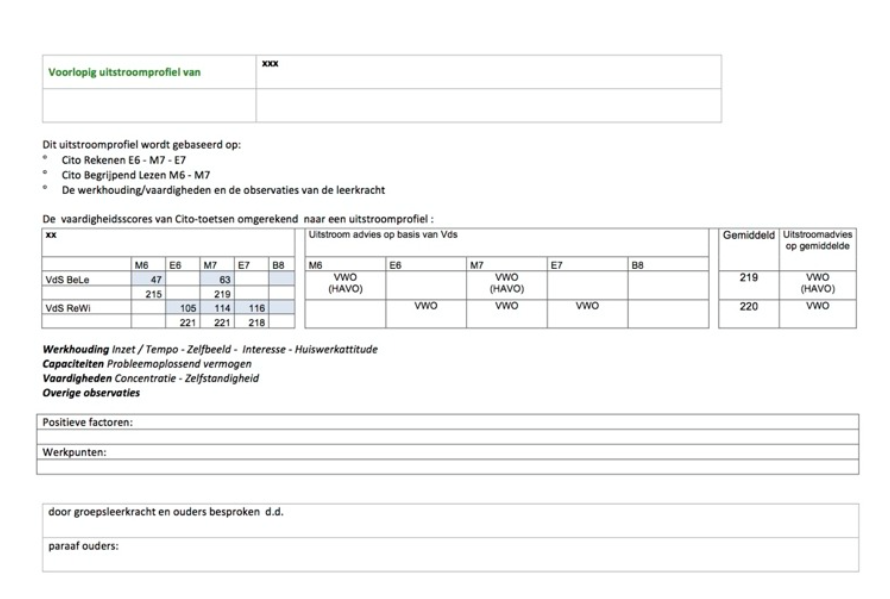 Voorlopig uitstroomprofiel van xxx
Dit uitstroomprofiel wordt gebaseerd op:
° Cito Rekenen E6 - M7 - E7
° Cito Begrijpend Lezen M6 - M7
° De werkhouding/vaardigheden en de observaties van de leerkracht
De vaardigheidsscores van Cito-toetsen omgerekend naar een uitstroomprofiel :
xx Uitstroom advies op basis van Vds Gemiddeld Uitstroomadvies
op gemiddelde
M6 E6 M7 E7 B8 M6 E6 M7 E7 B8
VdS BeLe 47 63 VWO VWO 219 VWO
215 219 (HAVO) (HAVO) (HAVO)
VdS ReWi 105 114 116 VWO VWO VWO 220 VWO
221 221 218
Werkhouding Inzet / Tempo - Zelfbeeld - Interesse - Huiswerkattitude
Capaciteiten Probleemoplossend vermogen
Vaardigheden Concentratie - Zelfstandigheid
Overige observaties
Positieve factoren:
Werkpunten:
door groepsleerkracht en ouders besproken d.d.
paraaf ouders: